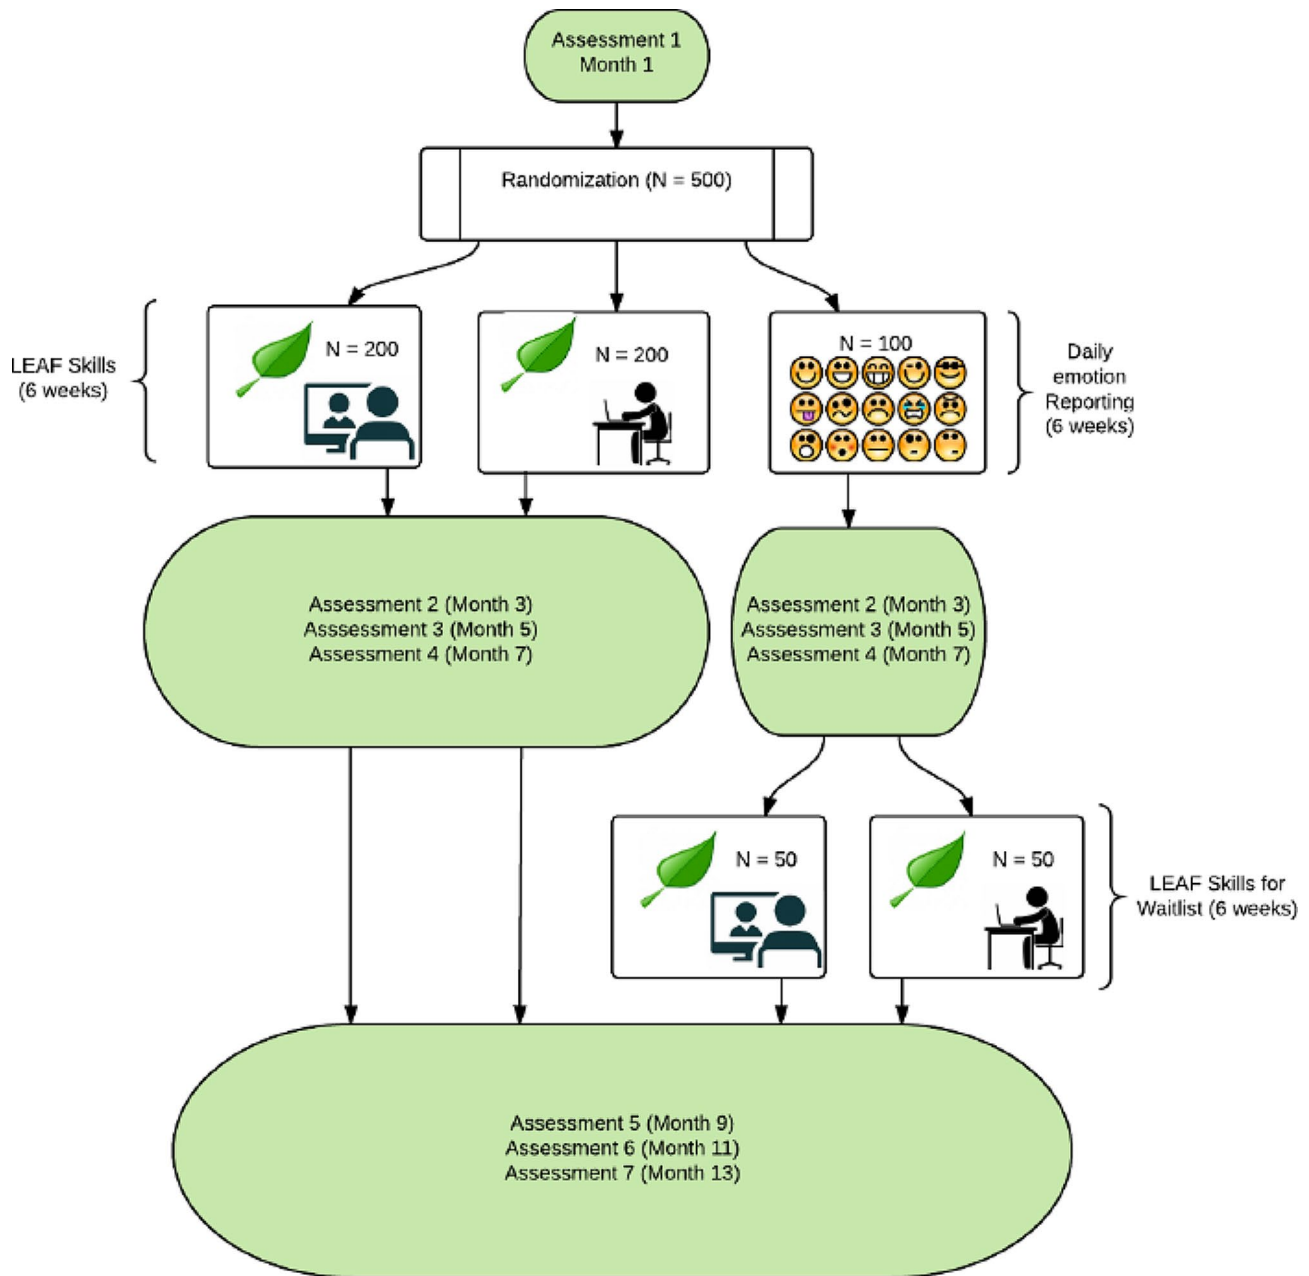 Assessment 1
Month 1
Randomization (N = 500)
LEAF Skills
(6 weeks)
N = 200
N = 200
N = 100
Daily
emotion
Reporting
(6 weeks)
Assessment 2 (Month 3)
Asssessment 3 (Month 5)
Assessment 4 (Month 7)
Assessment 2 (Month 3)
Asssessment 3 (Month 5)
Assessment 4 (Month 7)
N = 50
N = 50
LEAF Skills for
Waitlist (6 weeks)
Assessment 5 (Month 9)
Assessment 6 (Month 11)
Assessment 7 (Month 13)